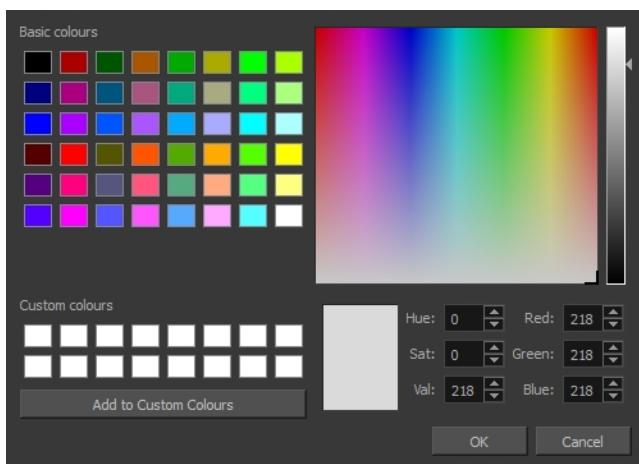 Basic colours
Custom colours
Add to Custom Colours
Hue: 0 Red: 218
Sat: 0 Green: 218
Val: 218 Blue: 218
OK Cancel